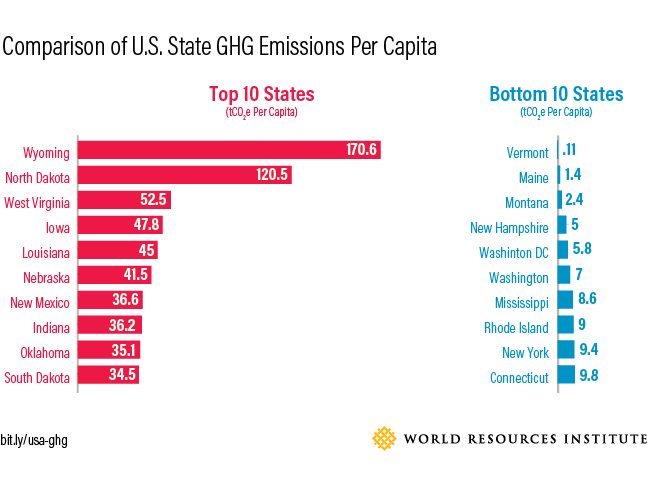 Comparison of U.S. State GHG Emissions Per Capita
Top 10 States
(tCO2e Per Capita)
Wyoming 170.6
North Dakota 120.5
West Virginia 52.5
Iowa 47.8
Louisiana 45
Nebraska 41.5
New Mexico 36.6
Indiana 36.2
Oklahoma 35.1
South Dakota 34.5
Bottom 10 States
(tCO2e Per Capita)
Vermont .11
Maine 1.4
Montana 2.4
New Hampshire 5
Washinton DC 5.8
Washington 7
Mississippi 8.6
Rhode Island 9
New York 9.4
Connecticut 9.8
bit.ly/usa-ghg
WORLD RESOURCES INSTITUTE